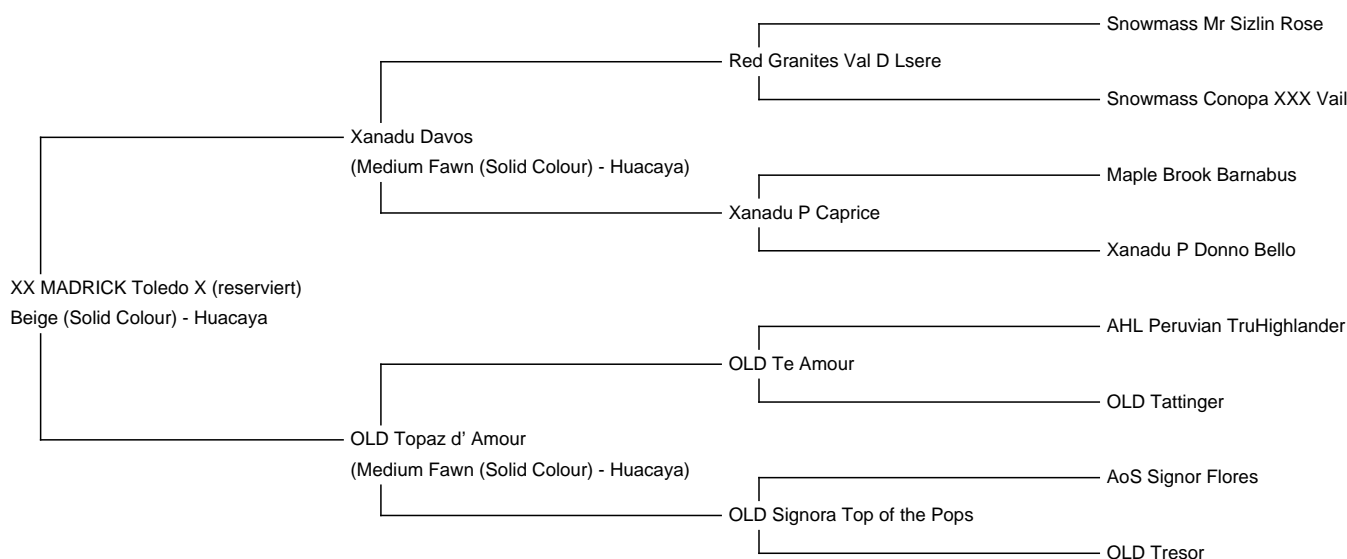 Snowmass Mr Sizlin Rose
Red Granites Val D Lsere
Snowmass Conopa XXX Vail
Xanadu Davos
(Medium Fawn (Solid Colour) - Huacaya)
Maple Brook Barnabus
Xanadu P Caprice
Xanadu P Donno Bello
XX MADRICK Toledo X (reserviert)
Beige (Solid Colour) - Huacaya
AHL Peruvian TruHighlander
OLD Te Amour
OLD Tattinger
OLD Topaz d' Amour
(Medium Fawn (Solid Colour) - Huacaya)
AoS Signor Flores
OLD Signora Top of the Pops
OLD Tresor